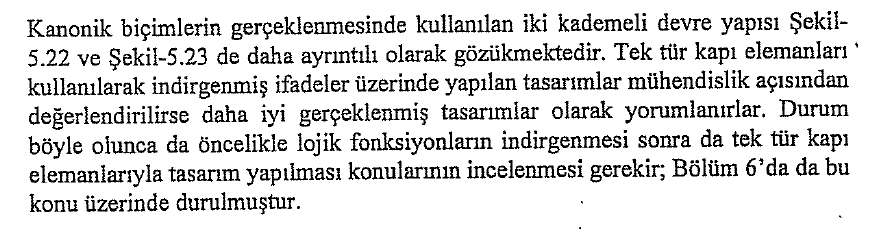 Kanonik biçimlerin gerçeklenmesinde kullanılan iki kademeli devre yapısı Şekil-
5.22 ve Şekil-5.23 de daha ayrıntılı olarak gözükmektedir. Tek tür kapı elemanları
kullanılarak indirgenmiş ifadeler üzerinde yapılan tasarımlar mühendislik açısından
değerlendirilirse daha iyi gerçeklenmiş tasarımlar olarak yorumlanırlar. Durum
böyle olunca da öncelikle lojik fonksiyonların indirgenmesi sonra da tek tür kapı
elemanlarıyla tasarım yapılması konularının incelenmesi gerekir; Bölüm 6'da da bu
konu üzerinde durulmuştur.